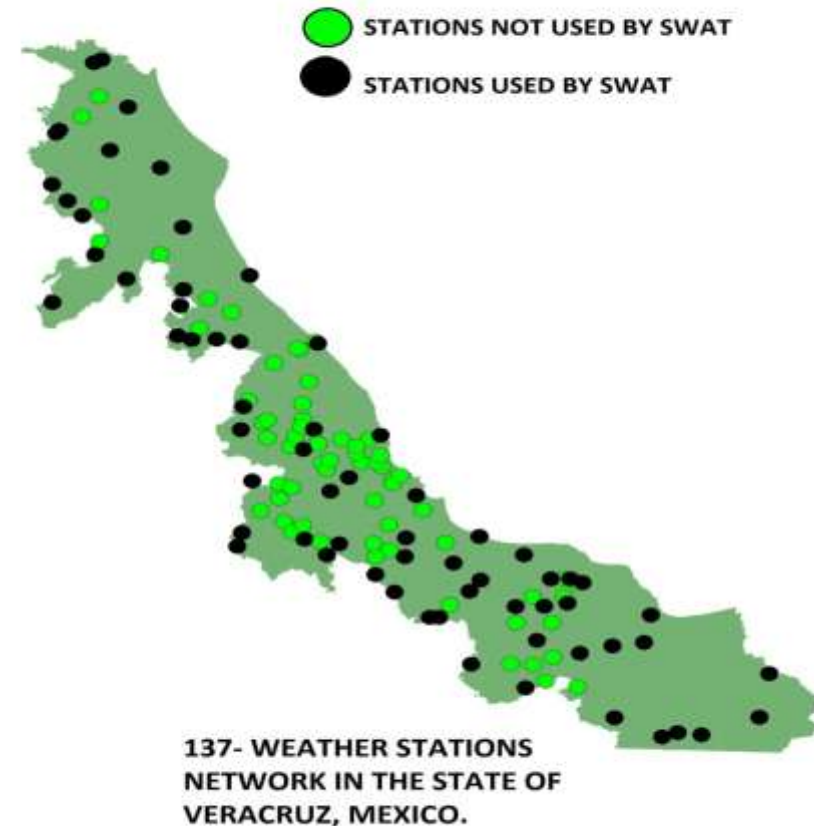 STATIONS NOT USED BY SWAT
STATIONS USED BY SWAT
137- WEATHER STATIONS
NETWORK IN THE STATE OF
VERACRUZ, MEXICO.